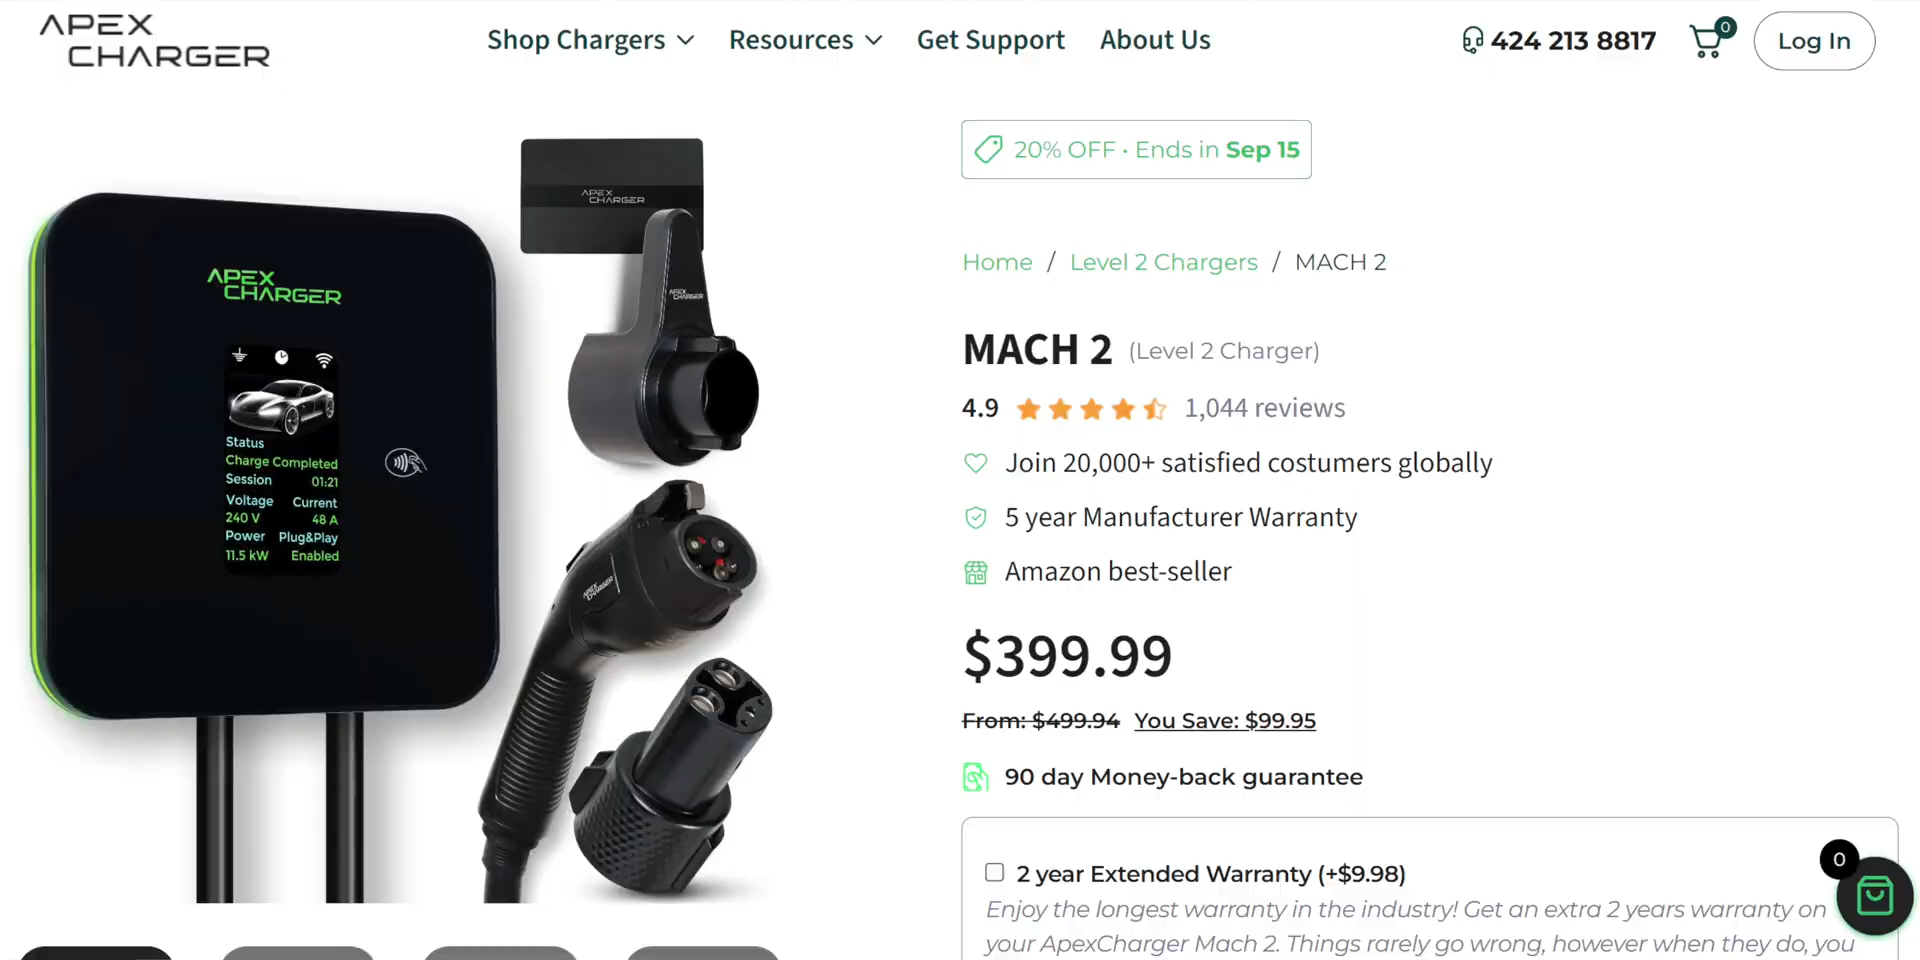 APEX
CHARGER
Shop Chargers
Resources
Get Support
About Us
424 213 8817
0
Log In
20% OFF · Ends in Sep 15
Home / Level 2 Chargers / MACH 2
MACH 2 (Level 2 Charger)
4.9 1,044 reviews
Join 20,000+ satisfied costumers globally
5 year Manufacturer Warranty
Amazon best-seller
$399.99
From: $499.94 You Save: $99.95
90 day Money-back guarantee
2 year Extended Warranty (+$9.98)
Enjoy the longest warranty in the industry! Get an extra 2 years warranty on
your ApexCharger Mach 2. Things rarely go wrong, however when they do, you
0
APEX
CHARGER
Status
Charge Completed
Session 01:21
Voltage Current
240 V 48 A
Power Plug&Play
11.5 kW Enabled
APEX
CHARGER
APEX
CHARGER
APEX
CHARGER